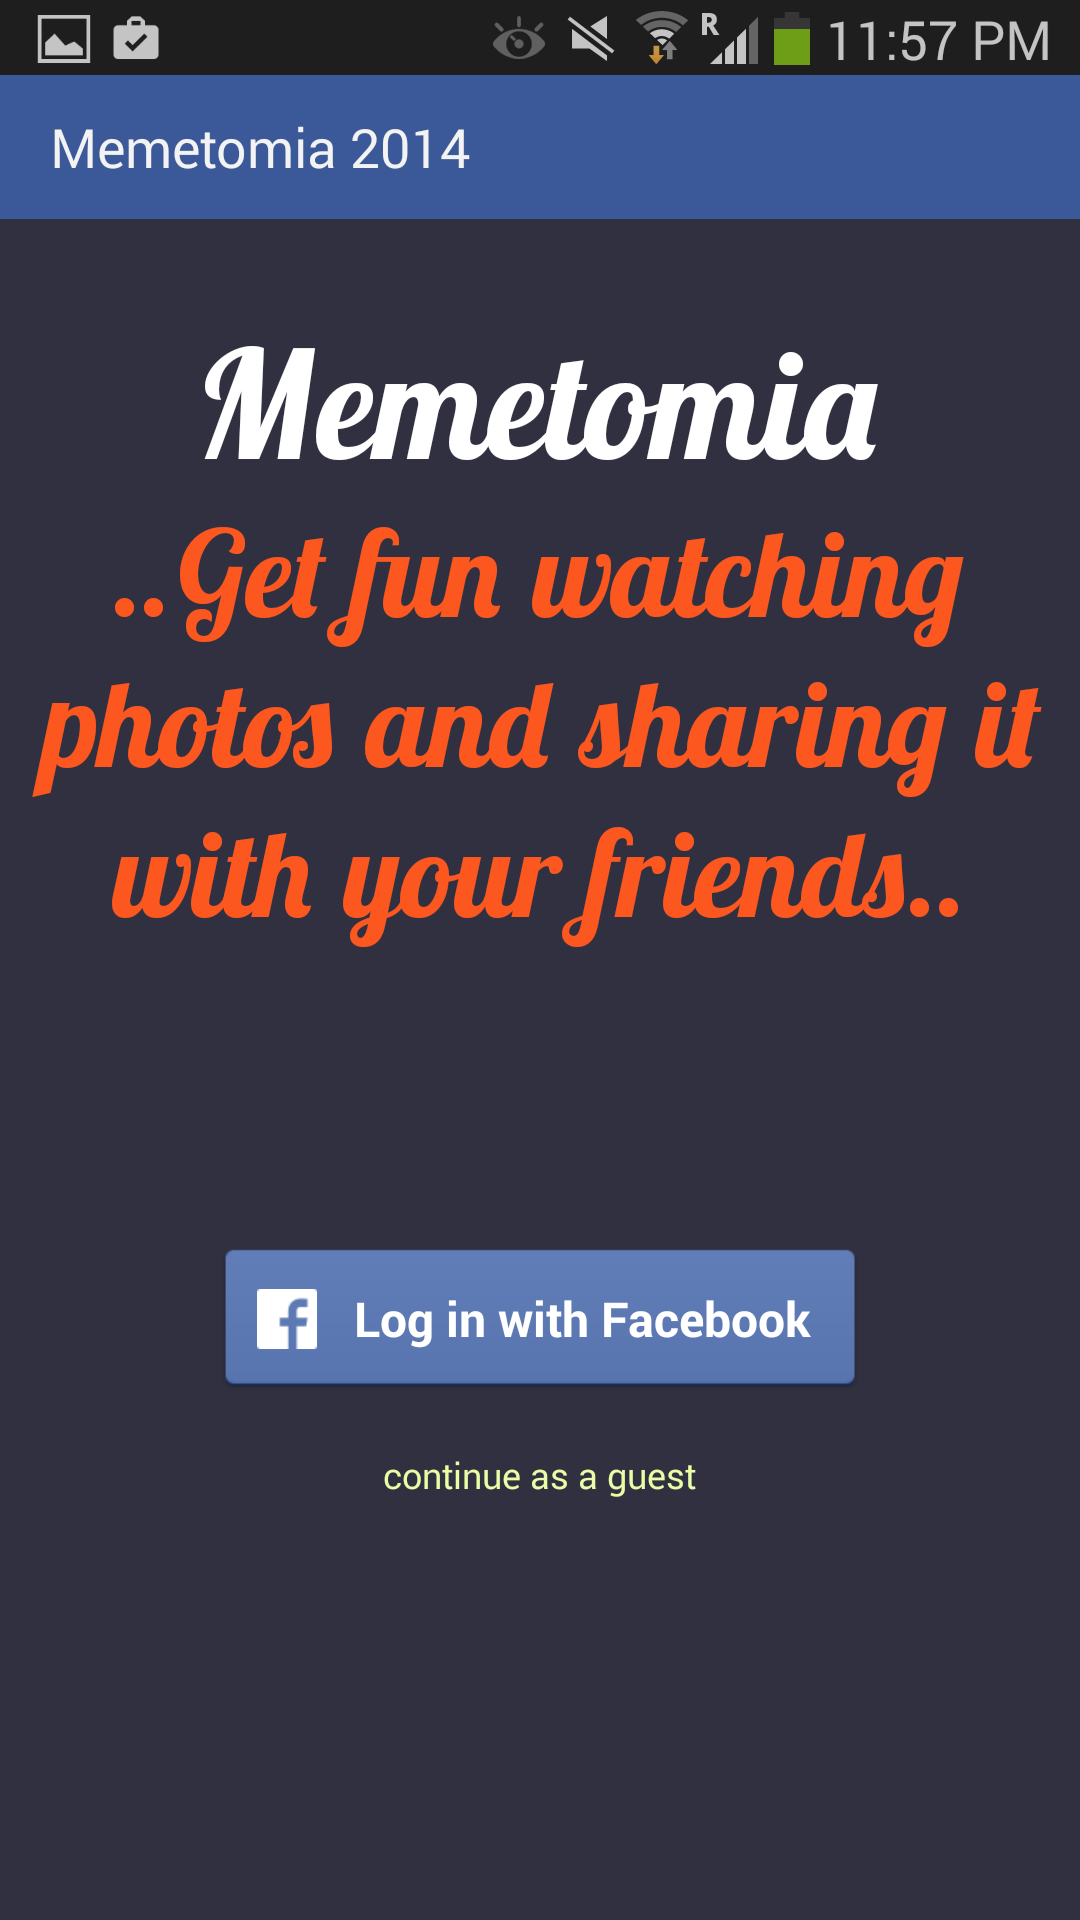 R 11:57 PM
Memetomia 2014
Memetomia
..Get fun watching
photos and sharing it
with your friends..
f Log in with Facebook
continue as a guest